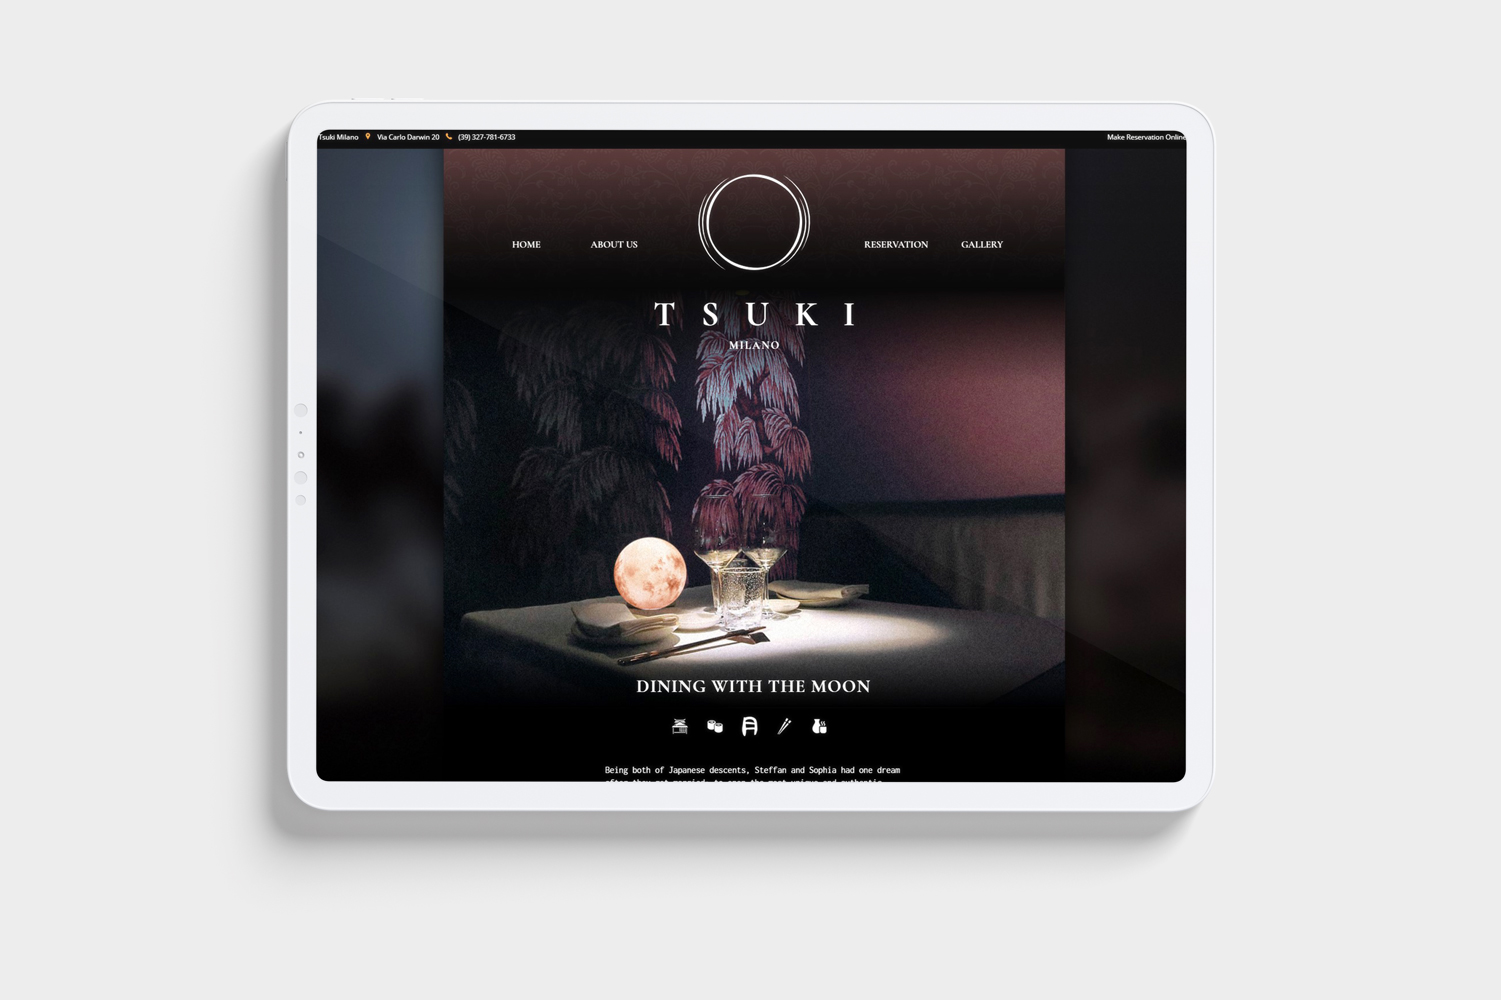 Tsuki Milano Via Carlo Darwin 20 (39) 327-781-6733 Make Reservation Online
HOME ABOUT US RESERVATION GALLERY
TSUKI
MILANO
DINING WITH THE MOON
Being both of Japanese descents, Steffan and Sophia had one dream